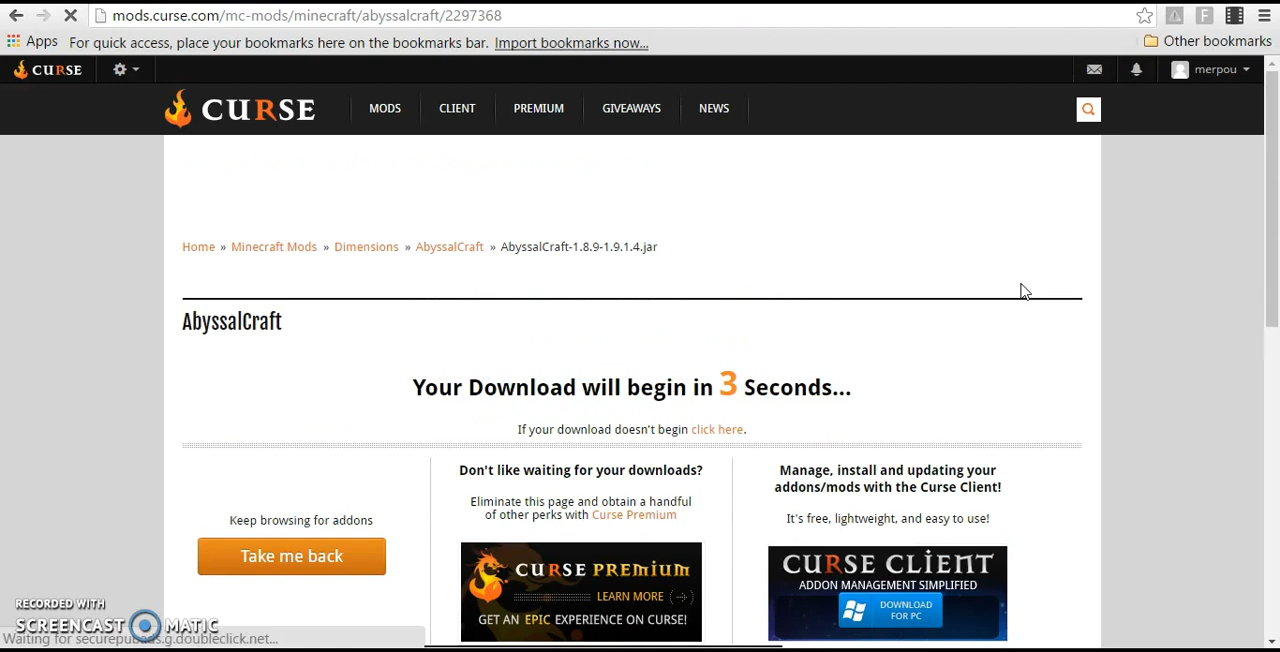 mods.curse.com/mc-mods/minecraft/abyssalcraft/2297368
Apps For quick access, place your bookmarks here on the bookmarks bar. Import bookmarks now... Other bookmarks
CURSE merpou
CURSE MODS CLIENT PREMIUM GIVEAWAYS NEWS
Home » Minecraft Mods » Dimensions » AbyssalCraft » AbyssalCraft-1.8.9-1.9.1.4.jar
AbyssalCraft
Your Download will begin in 3 Seconds...
If your download doesn't begin click here.
Keep browsing for addons
Take me back
Don't like waiting for your downloads?
Eliminate this page and obtain a handful
of other perks with Curse Premium
CURSE PREMIUM
LEARN MORE
GET AN EPIC EXPERIENCE ON CURSE!
Manage, install and updating your
addons/mods with the Curse Client!
It's free, lightweight, and easy to use!
CURSE CLIENT
ADDON MANAGEMENT SIMPLIFIED
DOWNLOAD
FOR PC
RECORDED WITH
SCREENCAST MATIC
Waiting for securepubads.g.doubleclick.net...